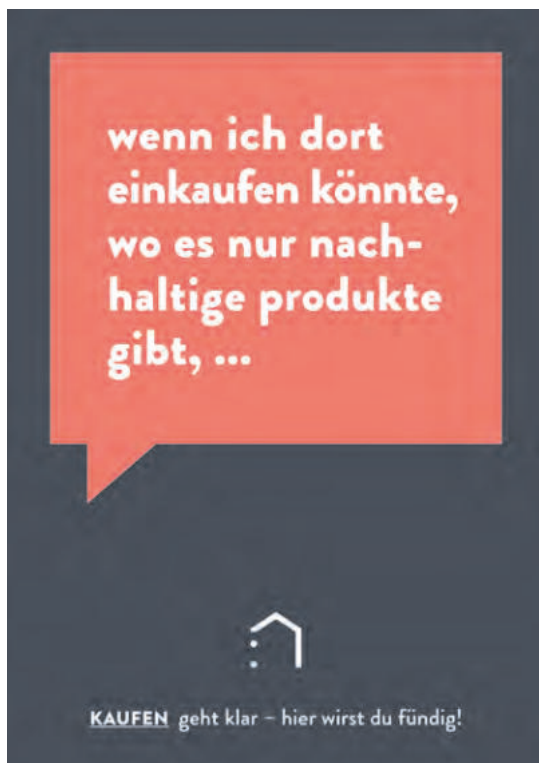 wenn ich dort
einkaufen könnte,
wo es nur nach-
haltige produkte
gibt, ...
KAUFEN geht klar – hier wirst du fündig!